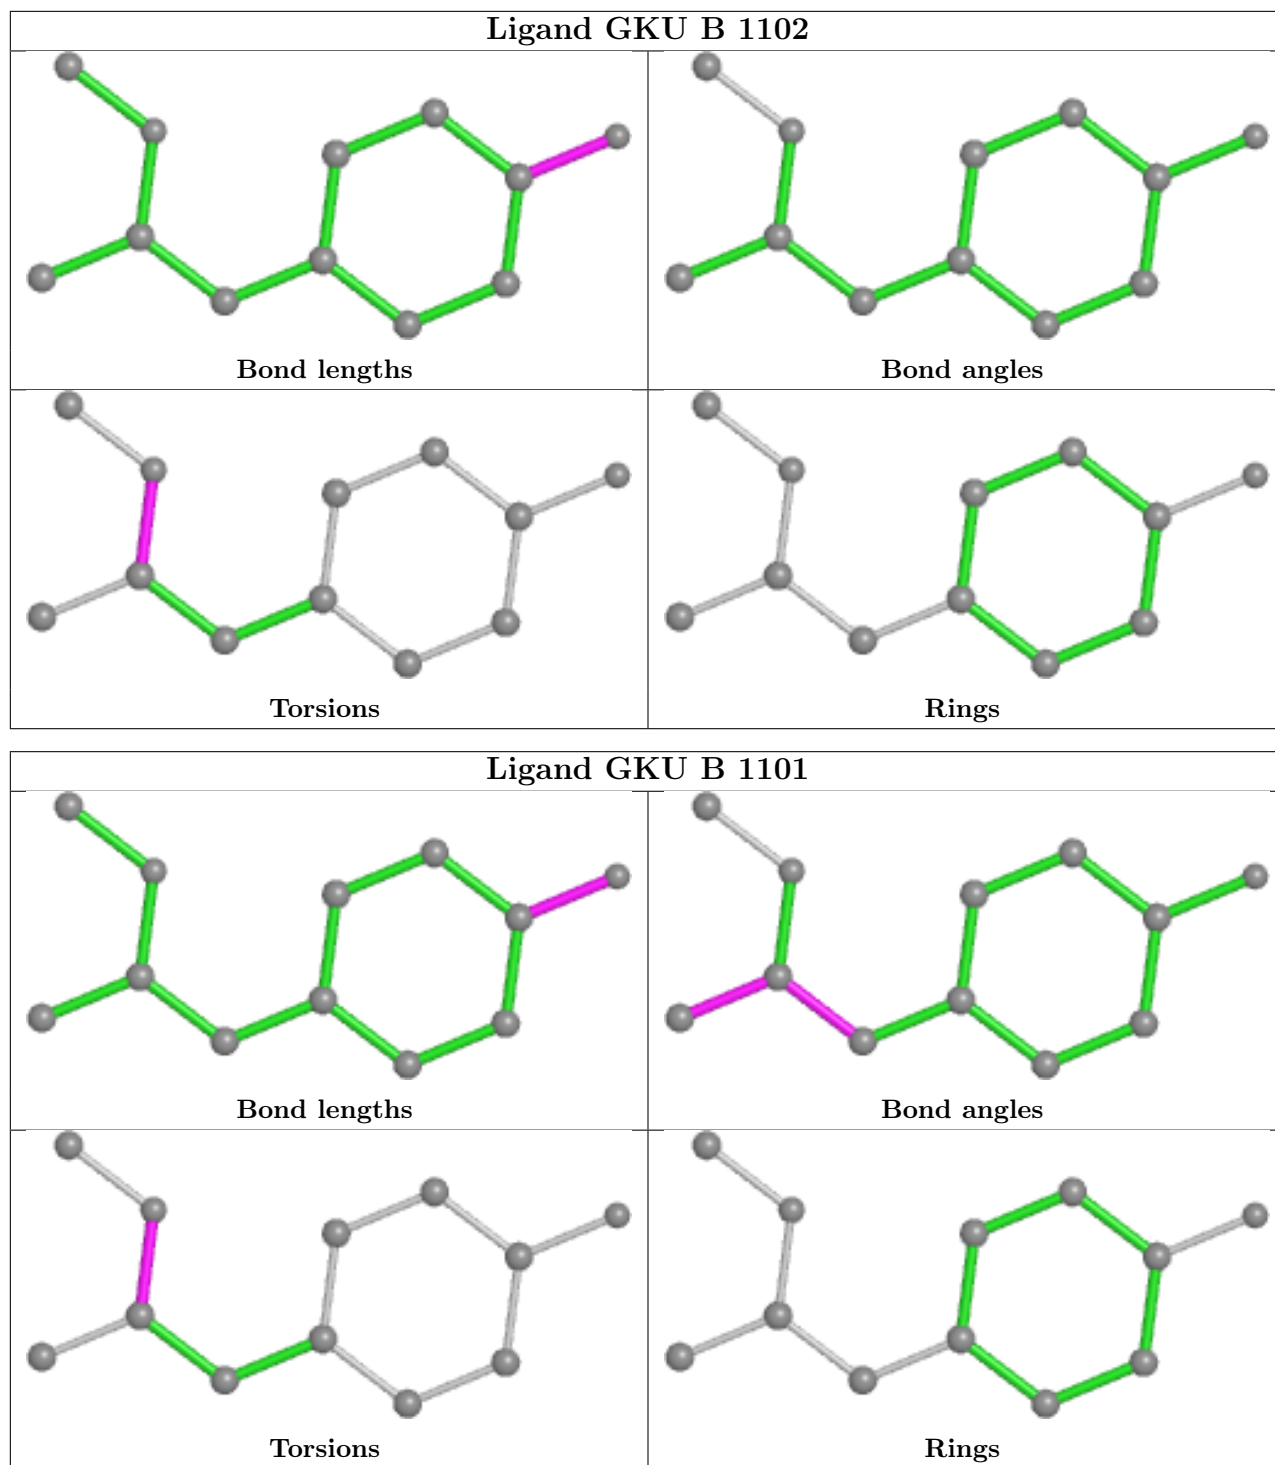 Ligand GKU B 1102
Bond lengths
Bond angles
Torsions
Rings
Ligand GKU B 1101
Bond lengths
Bond angles
Torsions
Rings